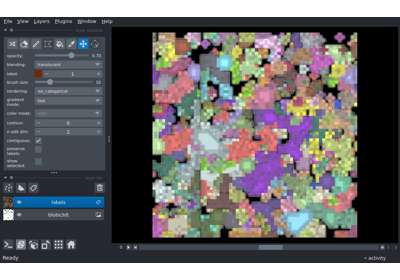 File View Layers Plugins Window Help
opacity: 0.70
blending: translucent
label: 1
brush size: 10
rendering: iso_categorical
gradient
mode: fast
color mode:
contour: 0
n edit dim: 2
contiguous:
preserve
labels:
show
selected:
labels
blobs3dt
Ready
activity